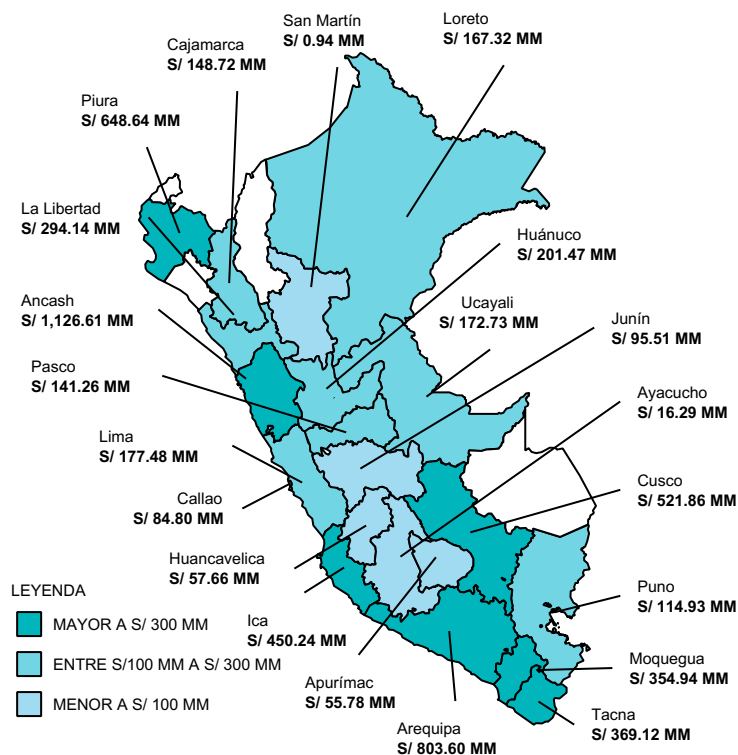 San Martín
S/ 0.94 MM
Loreto
S/ 167.32 MM
Cajamarca
S/ 148.72 MM
Piura
S/ 648.64 MM
La Libertad
S/ 294.14 MM
Huánuco
S/ 201.47 MM
Ancash
S/ 1,126.61 MM
Ucayali
S/ 172.73 MM
Junín
S/ 95.51 MM
Pasco
S/ 141.26 MM
Ayacucho
S/ 16.29 MM
Lima
S/ 177.48 MM
Cusco
S/ 521.86 MM
Callao
S/ 84.80 MM
Huancavelica
S/ 57.66 MM
Puno
S/ 114.93 MM
Ica
S/ 450.24 MM
Moquegua
S/ 354.94 MM
Apurímac
S/ 55.78 MM
Tacna
S/ 369.12 MM
Arequipa
S/ 803.60 MM
LEYENDA
MAYOR A S/ 300 MM
ENTRE S/100 MM A S/ 300 MM
MENOR A S/ 100 MM